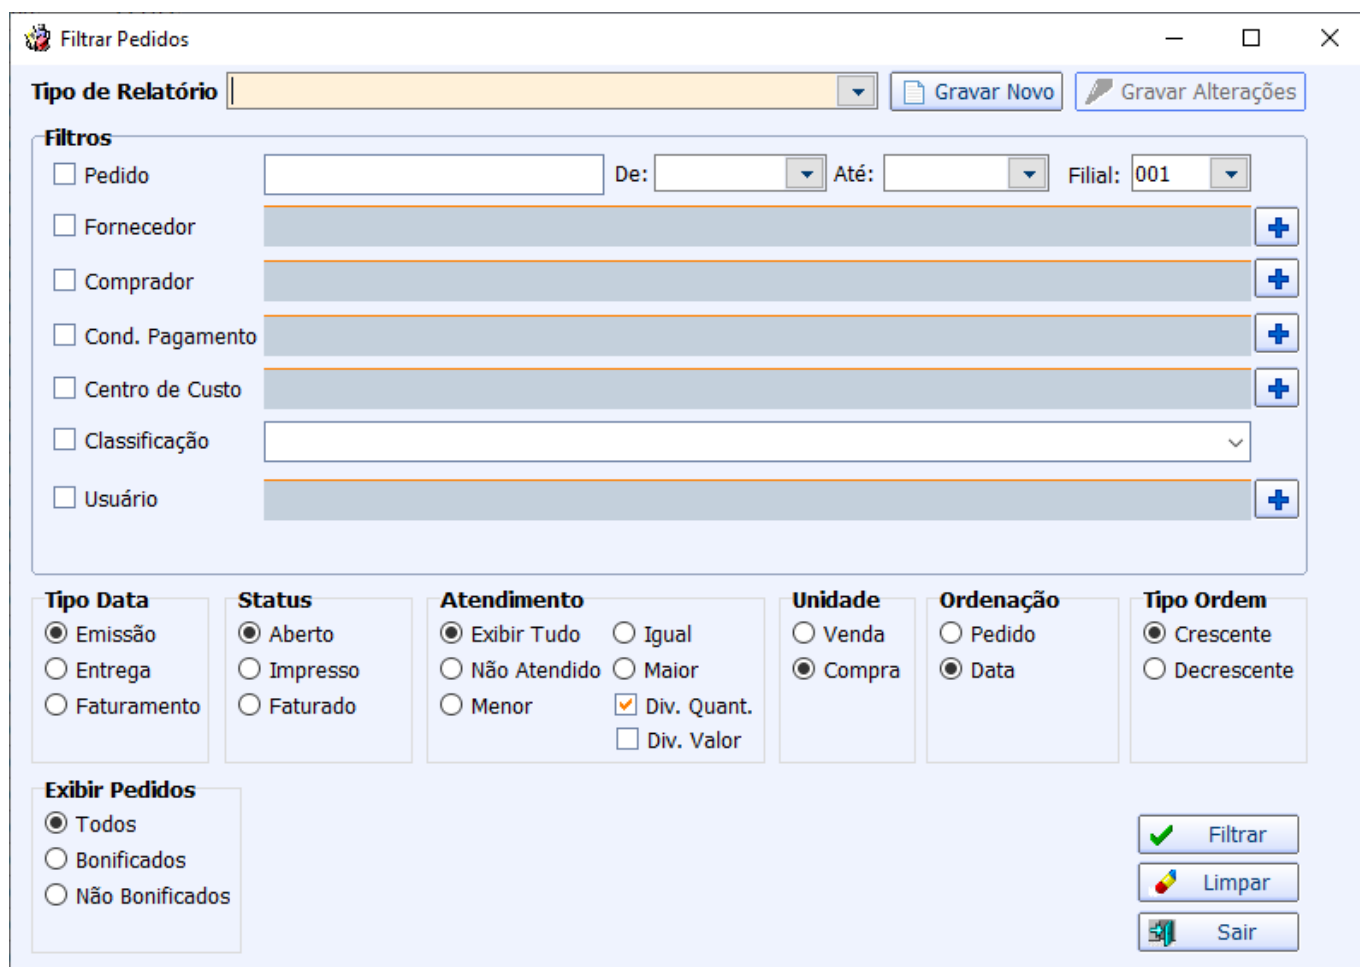 Filtrar Pedidos
Tipo de Relatório Gravar Novo Gravar Alterações
Filtros
Pedido De: Até: Filial: 001
Fornecedor
Comprador
Cond. Pagamento
Centro de Custo
Classificação
Usuário
Tipo Data Status Atendimento Unidade Ordenação Tipo Ordem
Emissão Aberto Exibir Tudo Igual Venda Pedido Crescente
Entrega Impresso Não Atendido Maior Compra Data Decrescente
Faturamento Faturado Menor Div. Quant.
Div. Valor
Exibir Pedidos
Todos Filtrar
Bonificados
Não Bonificados Limpar
Sair